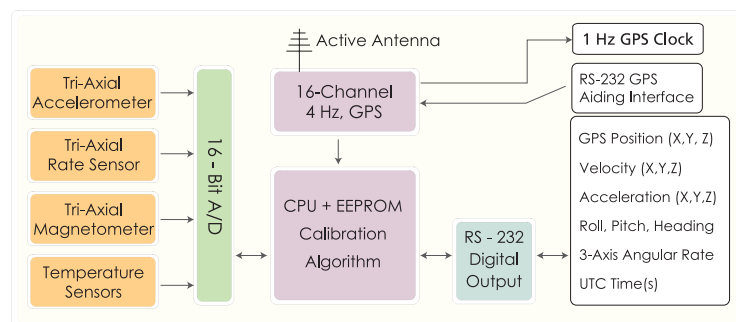 Active Antenna
1 Hz GPS Clock
Tri-Axial
Accelerometer
16-Channel
4 Hz, GPS
RS-232 GPS
Aiding Interface
Tri-Axial
Rate Sensor
16 - Bit A/D
GPS Position (X,Y, Z)
Velocity (X,Y,Z)
Acceleration (X,Y,Z)
Roll, Pitch, Heading
3-Axis Angular Rate
UTC Time(s)
Tri-Axial
Magnetometer
CPU + EEPROM
Calibration
Algorithm
RS - 232
Digital
Output
Temperature
Sensors